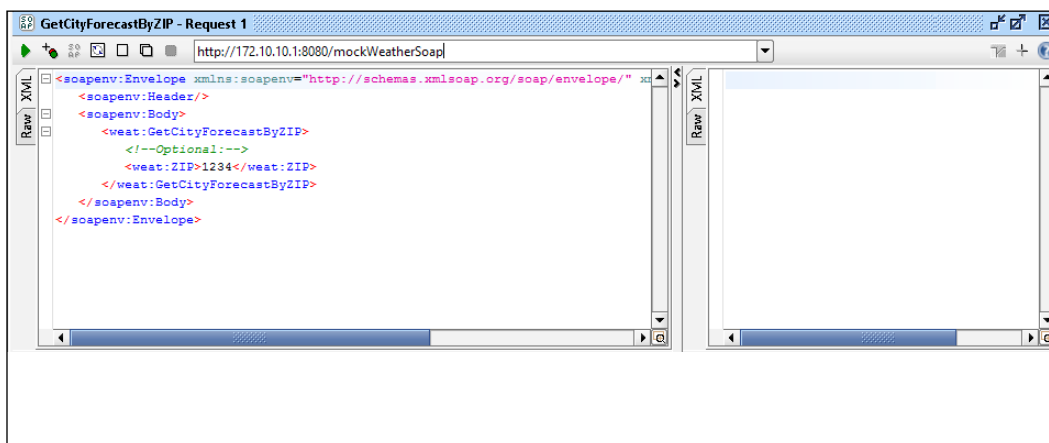 GetCityForecastByZIP - Request 1
http://172.10.10.1:8080/mockWeatherSoap
XML
Raw
<soapenv:Envelope xmlns:soapenv="http://schemas.xmlsoap.org/soap/envelope/"
<soapenv:Header/>
<soapenv:Body>
<weat:GetCityForecastByZIP>
<!--Optional:-->
<weat:ZIP>1234</weat:ZIP>
</weat:GetCityForecastByZIP>
</soapenv:Body>
</soapenv:Envelope>
XML
Raw